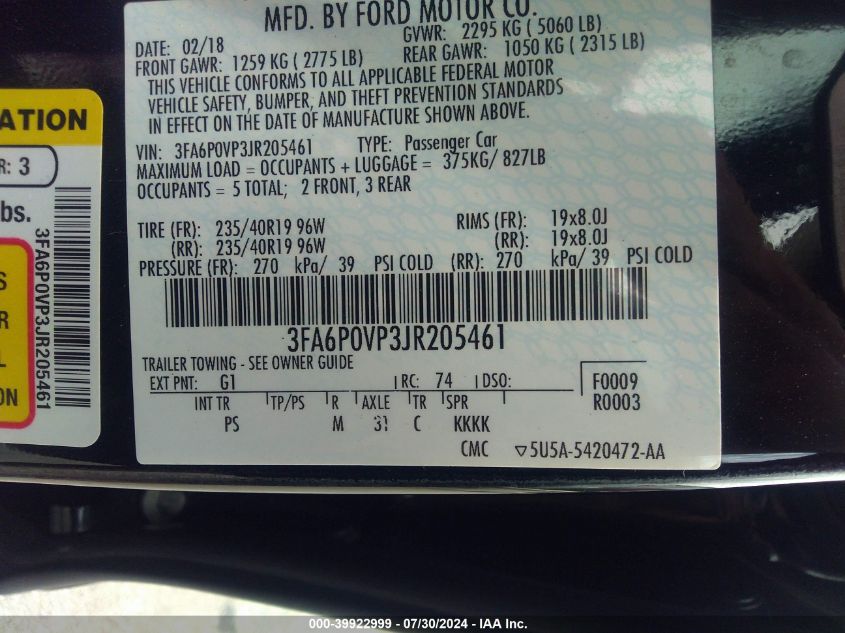 MFD. BY FORD MOTOR CO.
DATE: 02/18 GVWR: 2295 KG ( 5060 LB)
FRONT GAWR: 1259 KG ( 2775 LB) REAR GAWR: 1050 KG ( 2315 LB)
THIS VEHICLE CONFORMS TO ALL APPLICABLE FEDERAL MOTOR
VEHICLE SAFETY, BUMPER, AND THEFT PREVENTION STANDARDS
IN EFFECT ON THE DATE OF MANUFACTURE SHOWN ABOVE.
VIN: 3FA6P0VP3JR205461 TYPE: Passenger Car
MAXIMUM LOAD = OCCUPANTS + LUGGAGE = 375KG/ 827LB
OCCUPANTS = 5 TOTAL; 2 FRONT, 3 REAR
TIRE (FR): 235/40R19 96W RIMS (FR): 19x8.0J
(RR): 235/40R19 96W (RR): 19x8.0J
PRESSURE (FR): 270 kPa/ 39 PSI COLD (RR): 270 kPa/ 39 PSI COLD
3FA6P0VP3JR205461
TRAILER TOWING - SEE OWNER GUIDE
EXT PNT: G1 RC: 74 DSO: F0009
INT TR TP/PS R AXLE TR SPR R0003
PS M 31 C KKKK
CMC ▽5U5A-5420472-AA
ATION
R: 3
bs.
3FA6P0VP3JR205461
S
R
L
ON
000-39922999 - 07/30/2024 - IAA Inc.